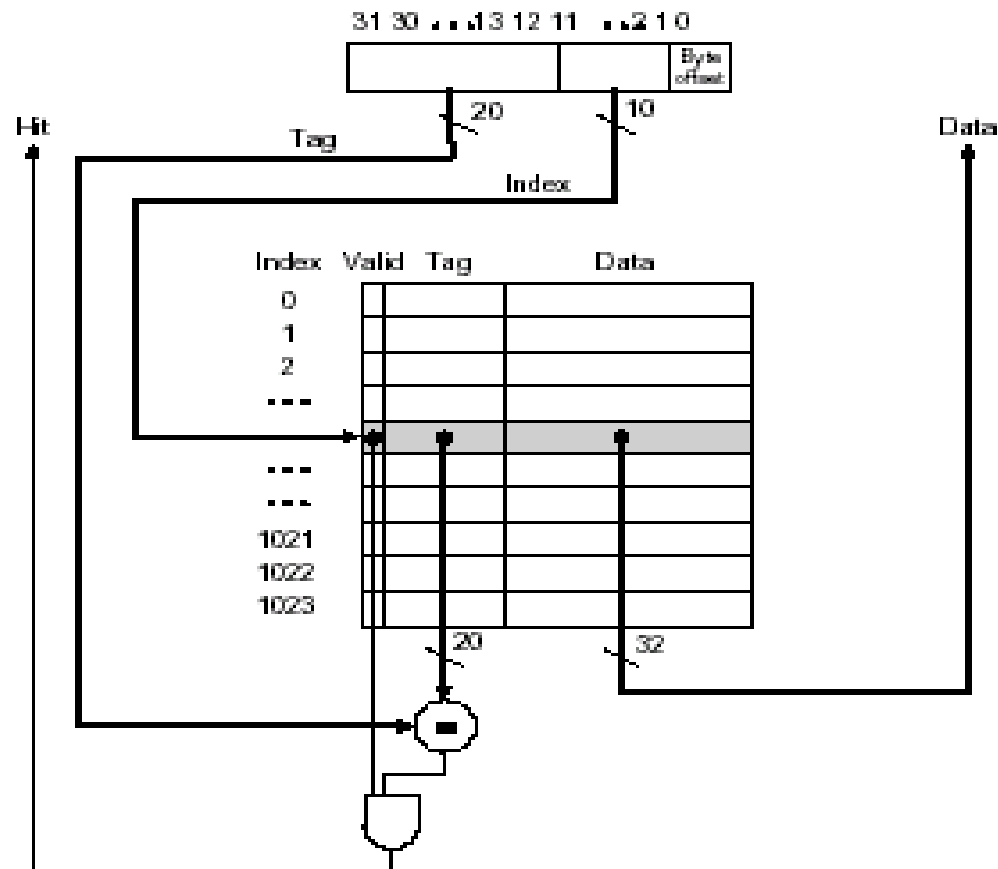 31 30 ... 13 12 11 ... 2 1 0
Byte
offset
20
10
Hit
Data
Tag
Index
Index Valid Tag Data
0
1
2
...
...
...
1021
1022
1023
20
32
=